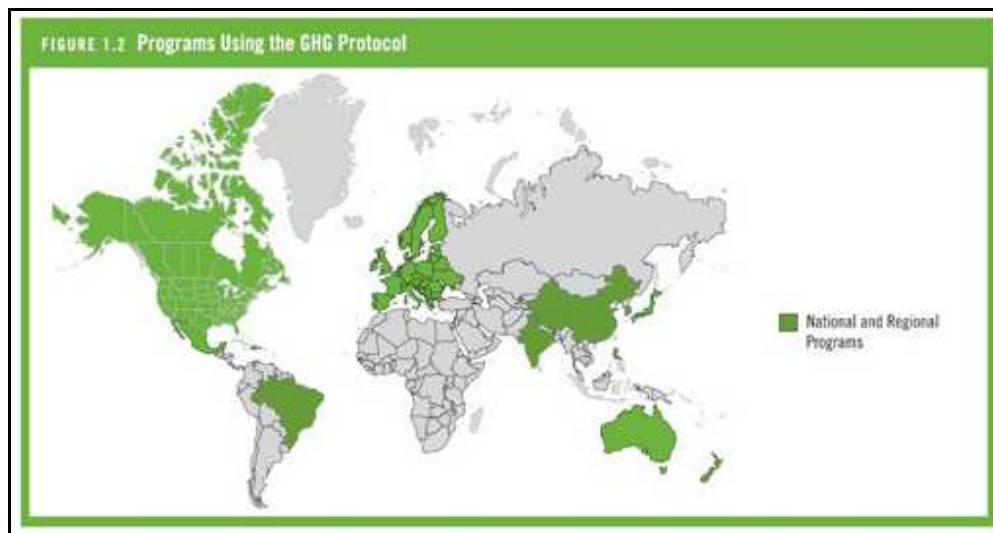 FIGURE 1.2 Programs Using the GHG Protocol
National and Regional
Programs